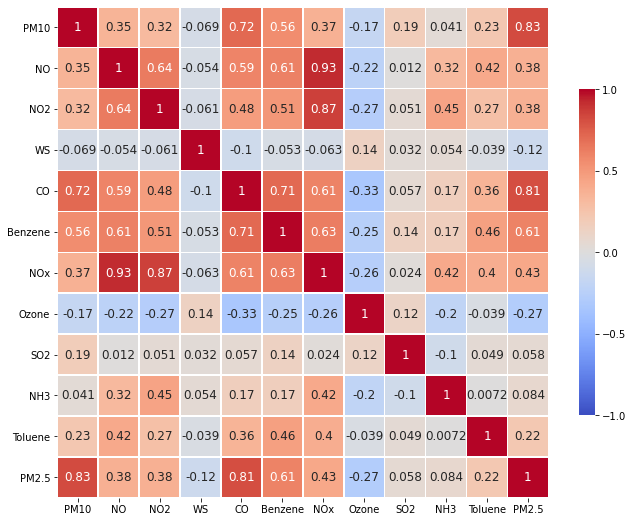 PM10 1 0.35 0.32 -0.069 0.72 0.56 0.37 -0.17 0.19 0.041 0.23 0.83
NO 0.35 1 0.64 -0.054 0.59 0.61 0.93 -0.22 0.012 0.32 0.42 0.38
1.0
NO2 0.32 0.64 1 -0.061 0.48 0.51 0.87 -0.27 0.051 0.45 0.27 0.38
WS -0.069 -0.054 -0.061 1 -0.1 -0.053 -0.063 0.14 0.032 0.054 -0.039 -0.12
0.5
CO 0.72 0.59 0.48 -0.1 1 0.71 0.61 -0.33 0.057 0.17 0.36 0.81
Benzene 0.56 0.61 0.51 -0.053 0.71 1 0.63 -0.25 0.14 0.17 0.46 0.61
0.0
NOx 0.37 0.93 0.87 -0.063 0.61 0.63 1 -0.26 0.024 0.42 0.4 0.43
Ozone -0.17 -0.22 -0.27 0.14 -0.33 -0.25 -0.26 1 0.12 -0.2 -0.039 -0.27
−0.5
SO2 0.19 0.012 0.051 0.032 0.057 0.14 0.024 0.12 1 -0.1 0.049 0.058
NH3 0.041 0.32 0.45 0.054 0.17 0.17 0.42 -0.2 -0.1 1 0.0072 0.084
−1.0
Toluene 0.23 0.42 0.27 -0.039 0.36 0.46 0.4 -0.039 0.049 0.0072 1 0.22
PM2.5 0.83 0.38 0.38 -0.12 0.81 0.61 0.43 -0.27 0.058 0.084 0.22 1
PM10 NO NO2 WS CO Benzene NOx Ozone SO2 NH3 Toluene PM2.5